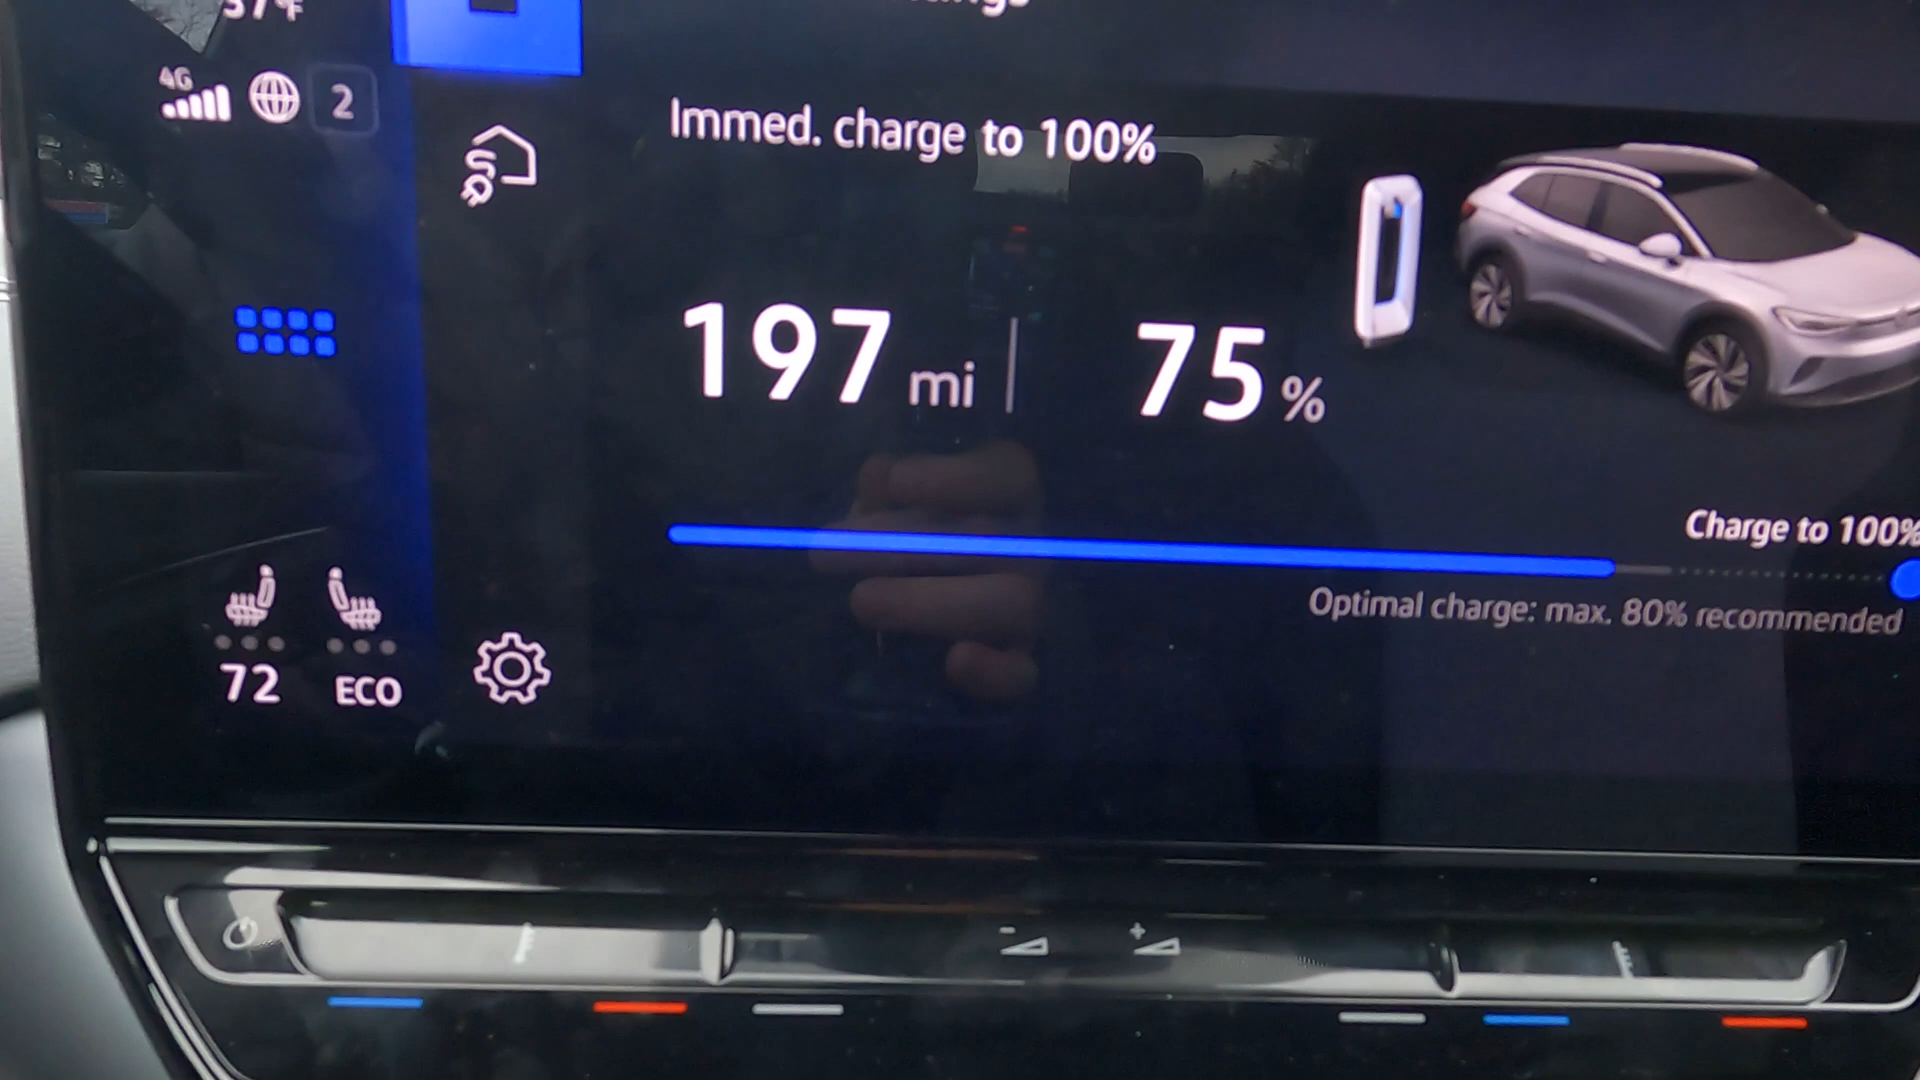 37°F
4G
2
Immed. charge to 100%
197 mi
75 %
Charge to 100%
Optimal charge: max. 80% recommended
72
ECO